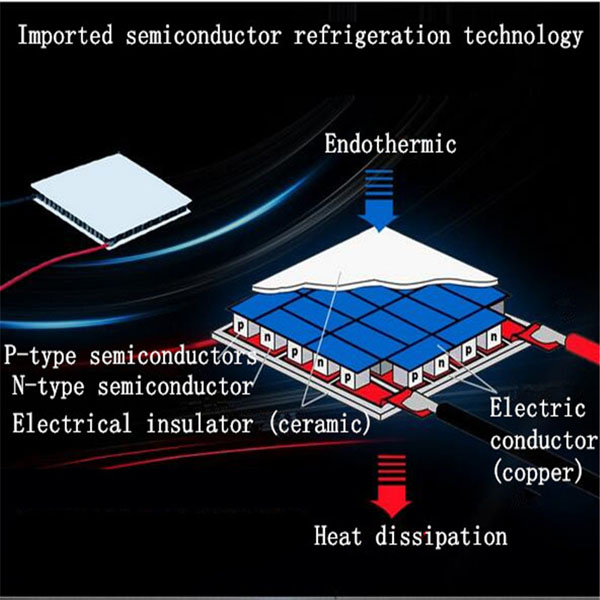 Imported semiconductor refrigeration technology
Endothermic
p n p n p p n p n
P-type semiconductors
N-type semiconductor
Electrical insulator (ceramic)
Electric
conductor
(copper)
Heat dissipation